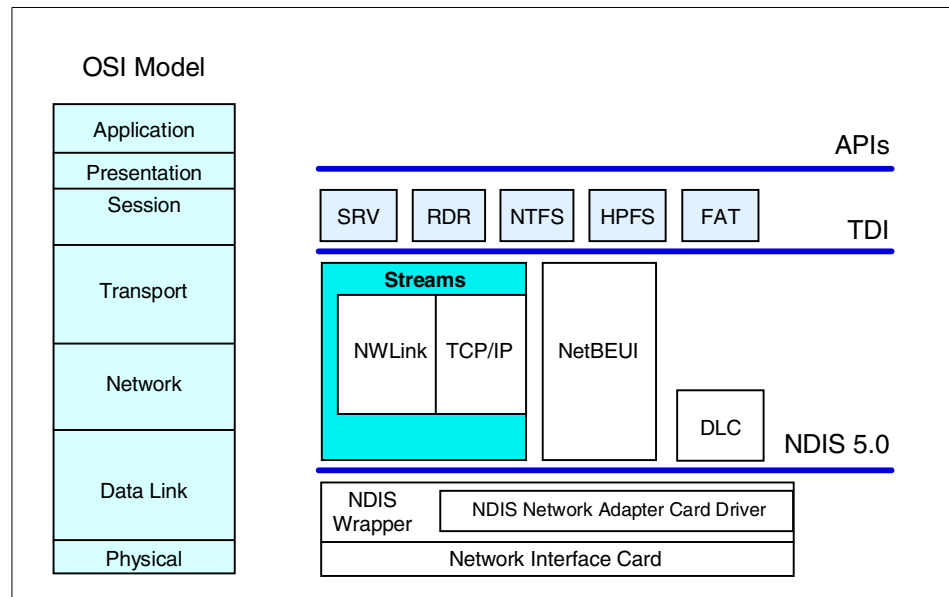 OSI Model
Application
Presentation
Session
Transport
Network
Data Link
Physical
APIs
SRV
RDR
NTFS
HPFS
FAT
TDI
Streams
NWLink
TCP/IP
NetBEUI
DLC
NDIS 5.0
NDIS
Wrapper
NDIS Network Adapter Card Driver
Network Interface Card